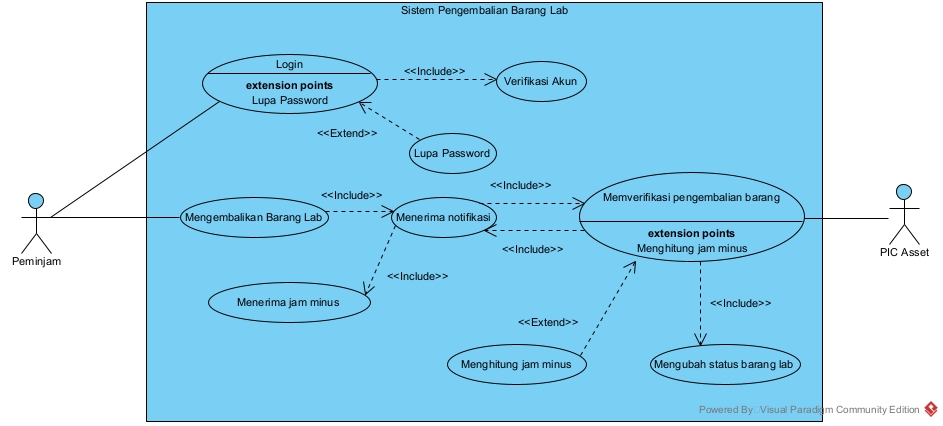 Sistem Pengembalian Barang Lab
Login
extension points
Lupa Password
<<Include>>
Verifikasi Akun
<<Extend>>
Lupa Password
Peminjam
Mengembalikan Barang Lab
<<Include>>
Menerima notifikasi
<<Include>>
<<Include>>
Memverifikasi pengembalian barang
extension points
Menghitung jam minus
PIC Asset
<<Include>>
Menerima jam minus
<<Extend>>
<<Include>>
Menghitung jam minus
Mengubah status barang lab
Powered By: Visual Paradigm Community Edition